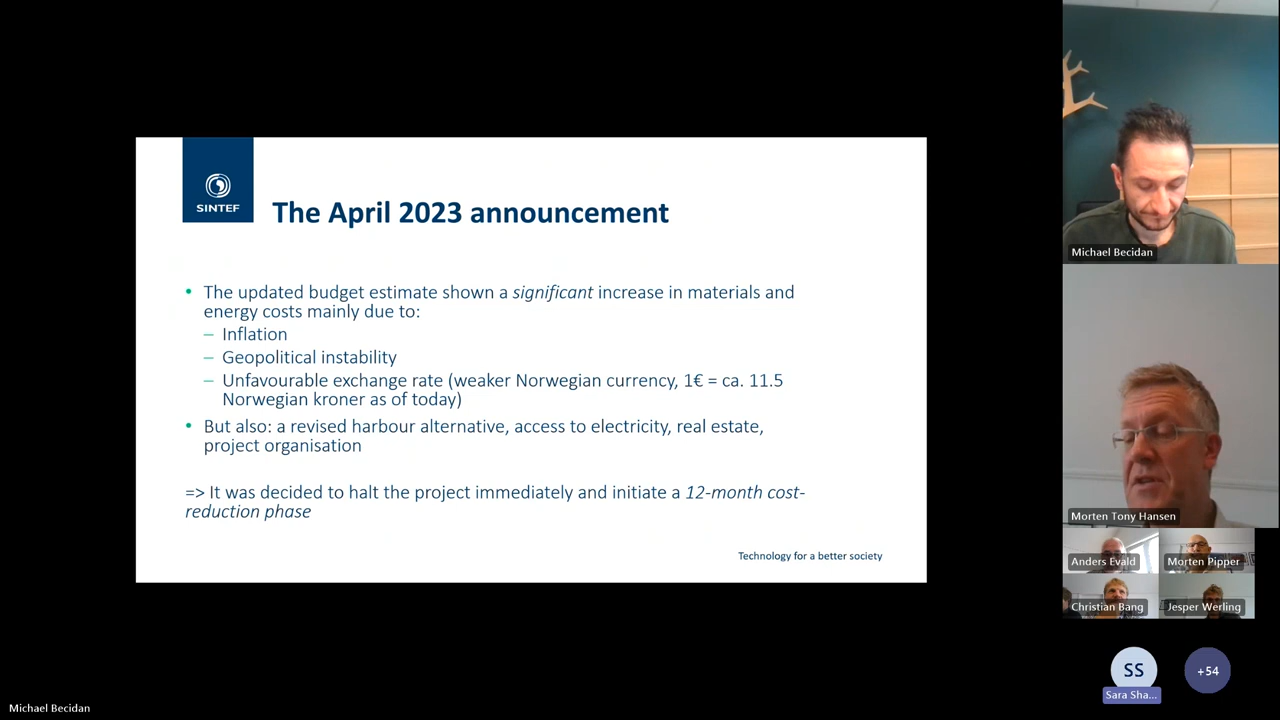 SINTEF
The April 2023 announcement
• The updated budget estimate shown a significant increase in materials and
energy costs mainly due to:
– Inflation
– Geopolitical instability
– Unfavourable exchange rate (weaker Norwegian currency, 1€ = ca. 11.5
Norwegian kroner as of today)
• But also: a revised harbour alternative, access to electricity, real estate,
project organisation
=> It was decided to halt the project immediately and initiate a 12-month cost-
reduction phase
Technology for a better society
Michael Becidan
Morten Tony Hansen
Anders Evald
Morten Pipper
Christian Bang
Jesper Werling
SS
+54
Sara Sha...
Michael Becidan